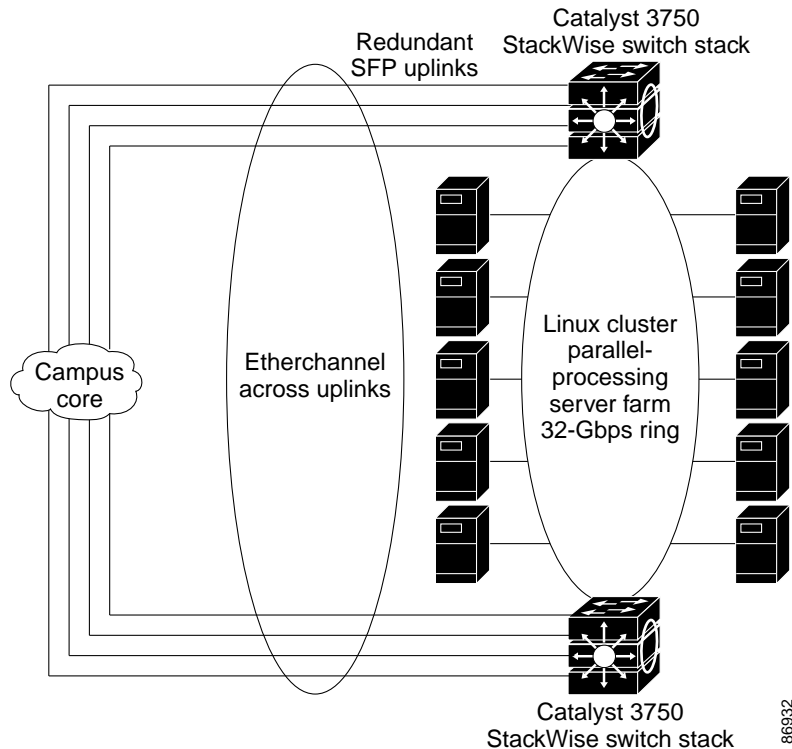 Catalyst 3750
StackWise switch stack
Redundant
SFP uplinks
Campus
core
Etherchannel
across uplinks
Linux cluster
parallel-
processing
server farm
32-Gbps ring
Catalyst 3750
StackWise switch stack
86932